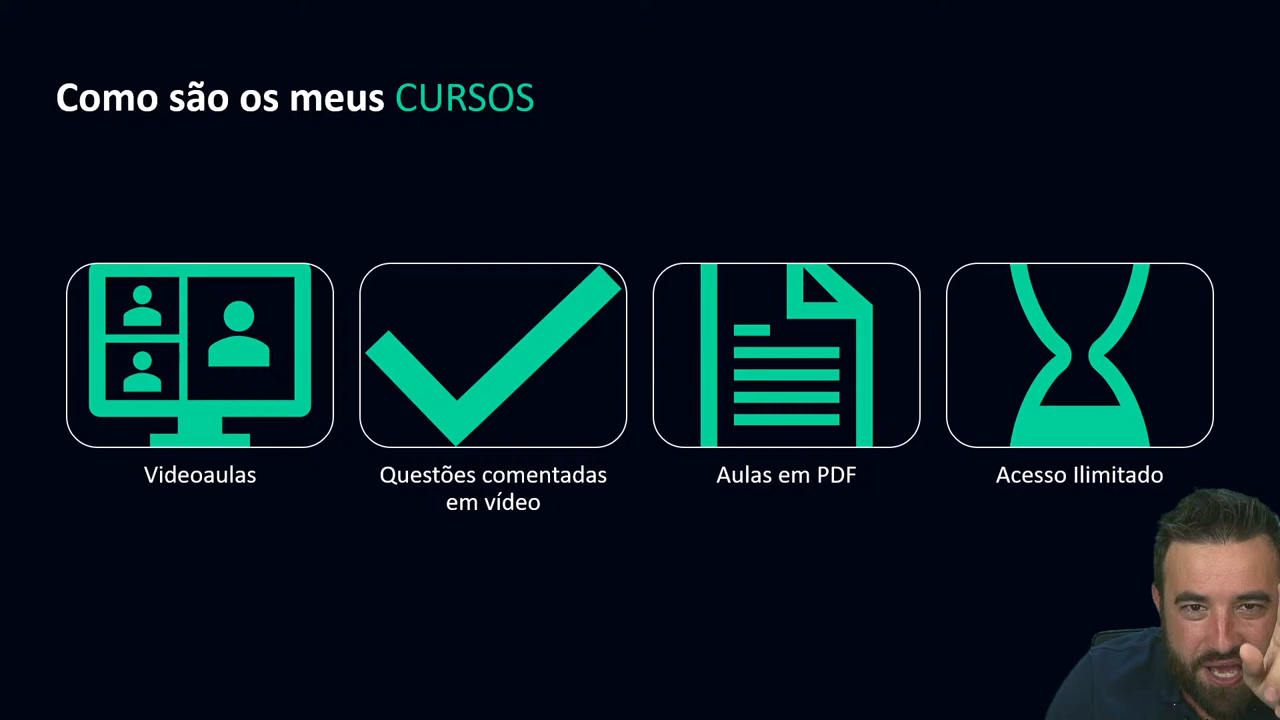 Como são os meus CURSOS
Videoaulas
Questões comentadas
em vídeo
Aulas em PDF
Acesso Ilimitado